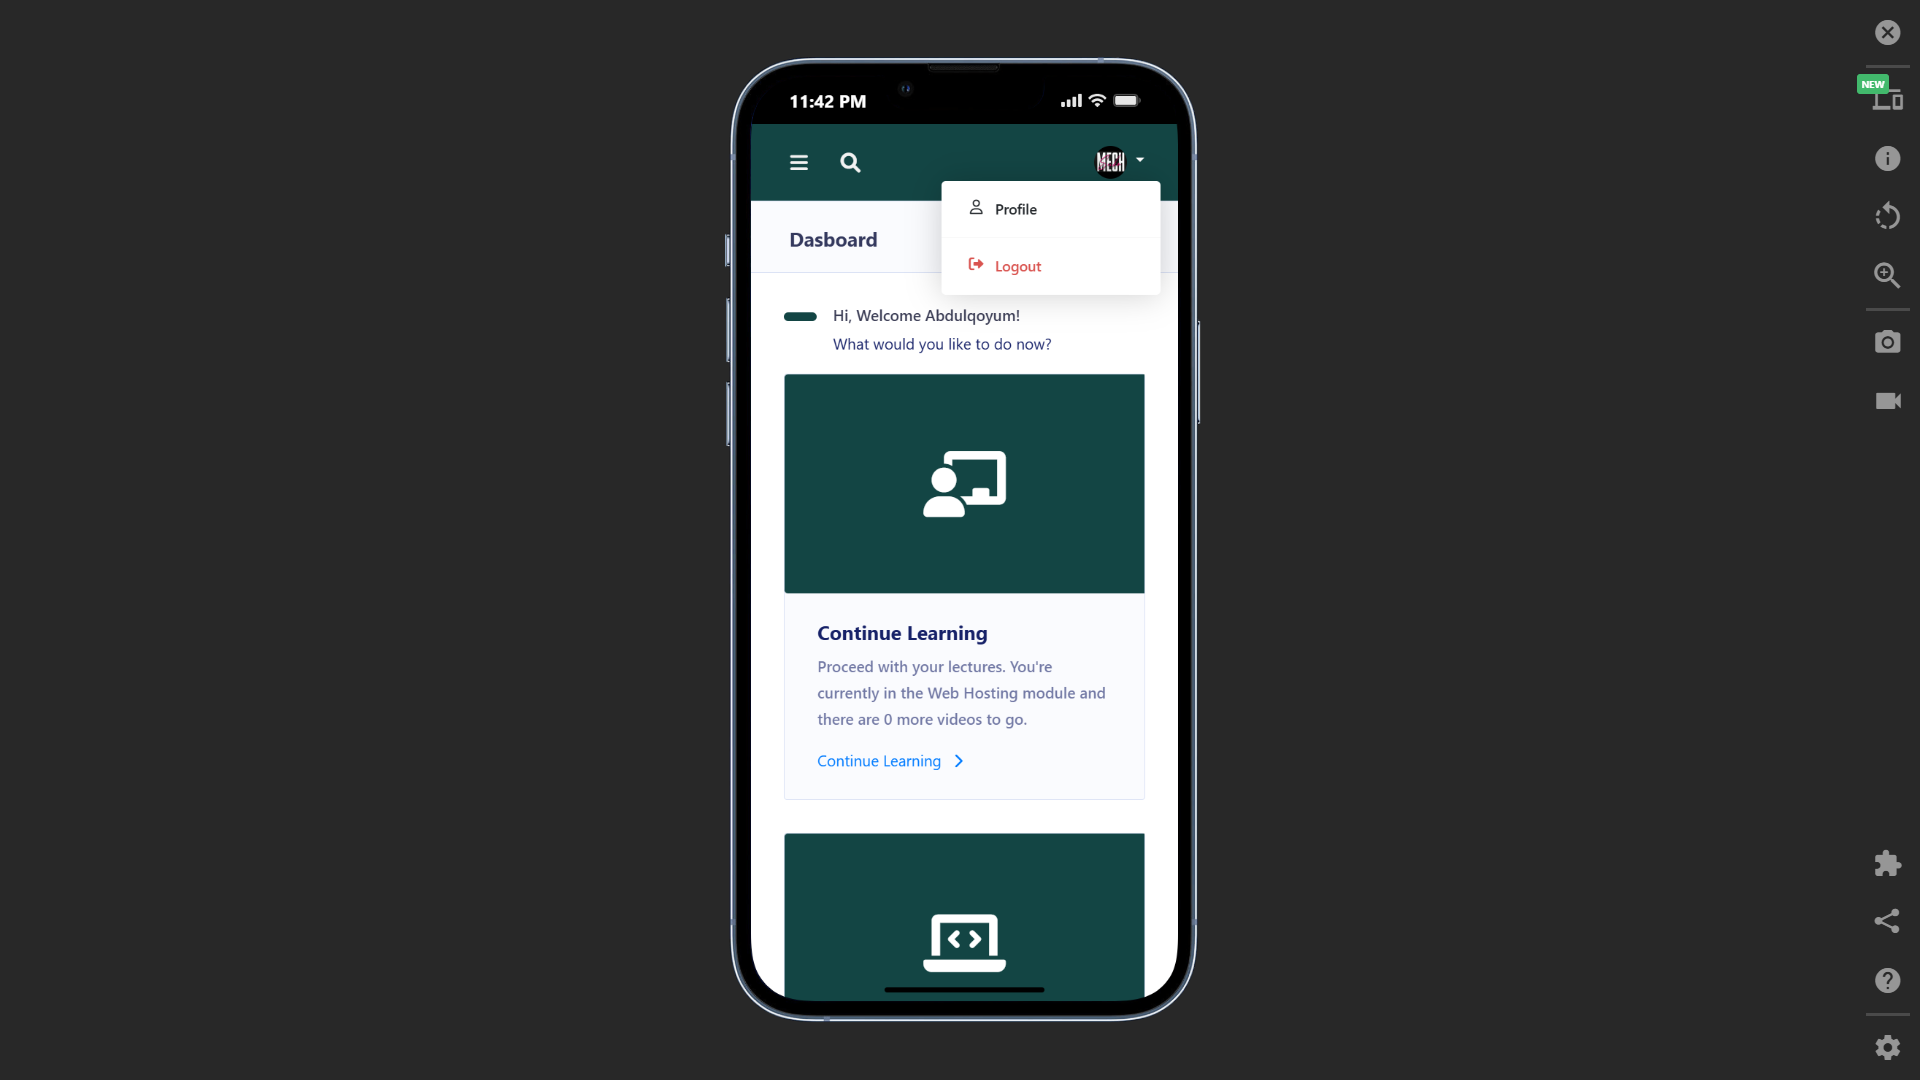 NEW
11:42 PM
MECH
Profile
Dasboard
Logout
Hi, Welcome Abdulqoyum!
What would you like to do now?
Continue Learning
Proceed with your lectures. You're
currently in the Web Hosting module and
there are 0 more videos to go.
Continue Learning